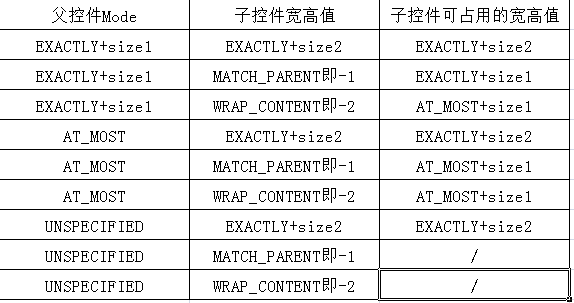 父控件Mode 子控件宽高值 子控件可占用的宽高值
EXACTLY+size1 EXACTLY+size2 EXACTLY+size2
EXACTLY+size1 MATCH_PARENT即-1 EXACTLY+size1
EXACTLY+size1 WRAP_CONTENT即-2 AT_MOST+size1
AT_MOST EXACTLY+size2 EXACTLY+size2
AT_MOST MATCH_PARENT即-1 AT_MOST+size1
AT_MOST WRAP_CONTENT即-2 AT_MOST+size1
UNSPECIFIED EXACTLY+size2 EXACTLY+size2
UNSPECIFIED MATCH_PARENT即-1 /
UNSPECIFIED WRAP_CONTENT即-2 /